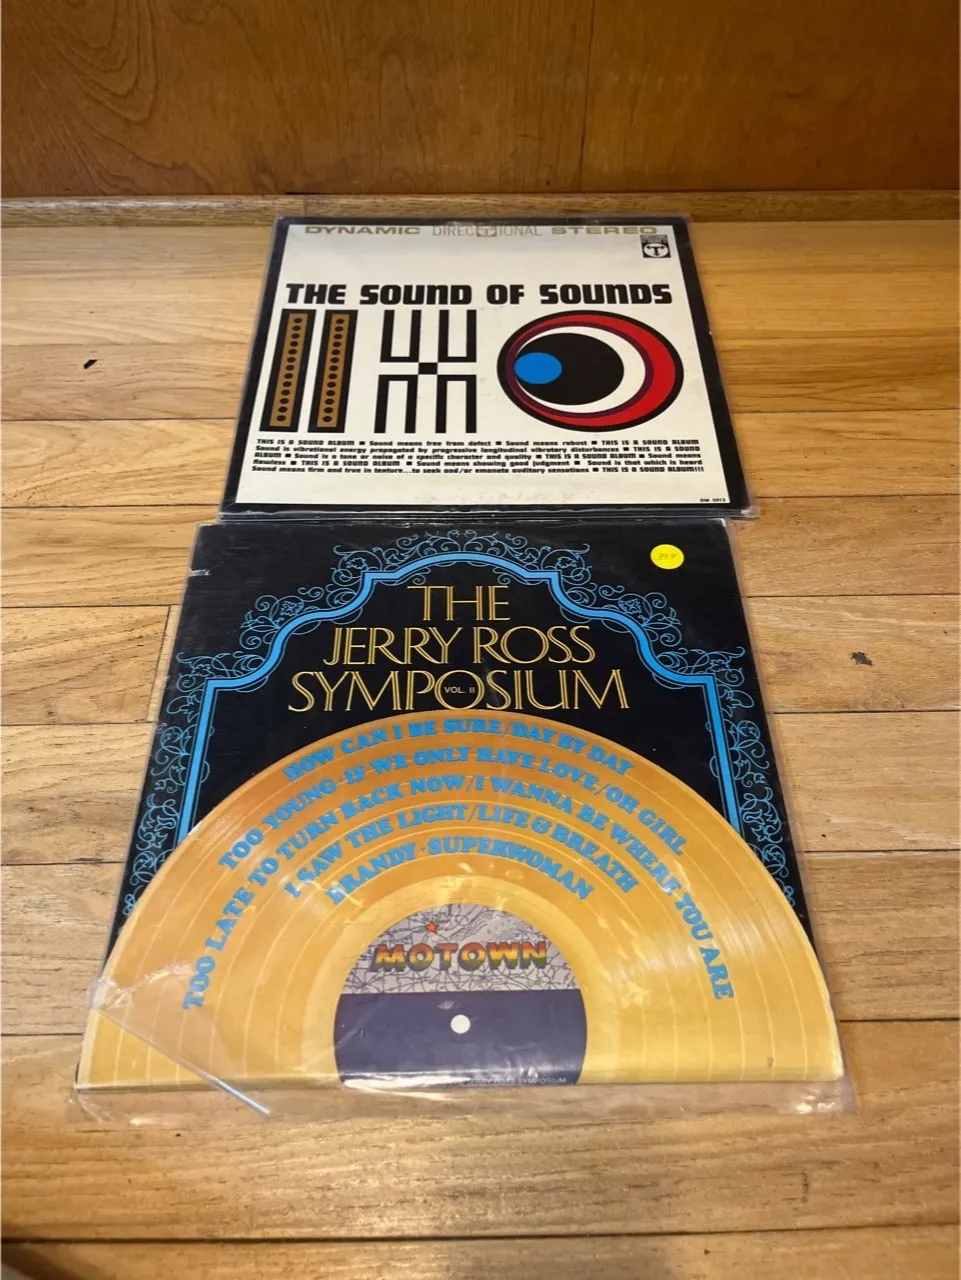 DYNAMIC DIRECTIONAL STEREO
THE SOUND OF SOUNDS
THIS IS A SOUND ALBUM ■ Sound means free from defect ■ Sound means robust ■ THIS IS A SOUND ALBUM
Sound is vibrational energy propagated by progressive longitudinal vibratory disturbances ■ THIS IS A SOUND
ALBUM ■ Sound is a tone or noise of a specific character and quality ■ THIS IS A SOUND ALBUM ■ Sound means
flawless ■ THIS IS A SOUND ALBUM ■ Sound means showing good judgment ■ Sound is that which is heard
Sound means firm and true in texture...to seek and/or emanate auditory sensations ■ THIS IS A SOUND ALBUM!!!
THE
JERRY ROSS
SYMPOSIUM
VOL. II
HOW CAN I BE SURE/DAY BY DAY
TOO YOUNG·IF WE ONLY HAVE LOVE/OH GIRL
TOO LATE TO TURN BACK NOW/I WANNA BE WHERE YOU ARE
I SAW THE LIGHT/LIFE & BREATH
BRANDY·SUPERWOMAN
MOTOWN
JERRY ROSS SYMPOSIUM